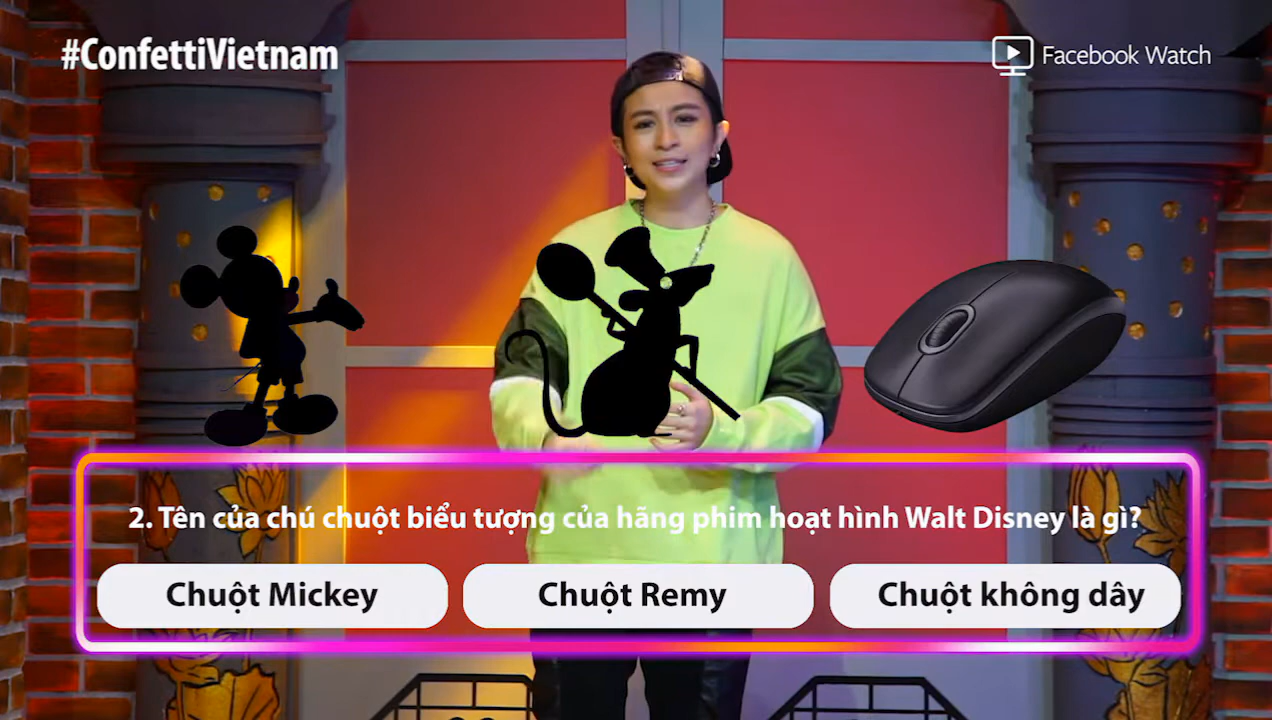 #ConfettiVietnam
Facebook Watch
2. Tên của chú chuột biểu tượng của hãng phim hoạt hình Walt Disney là gì?
Chuột Mickey
Chuột Remy
Chuột không dây